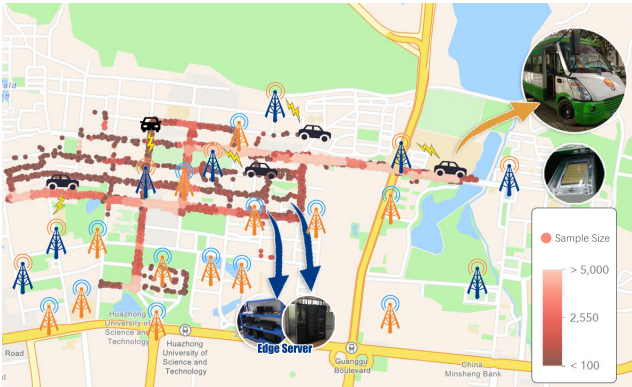 Sample Size
> 5,000
2,550
< 100
Huazhong
University of
Science and
Technology
Huazhong
University of
Science and
Technology
Edge Server
Guanggu
Boulevard
China
Minsheng Bank
Road